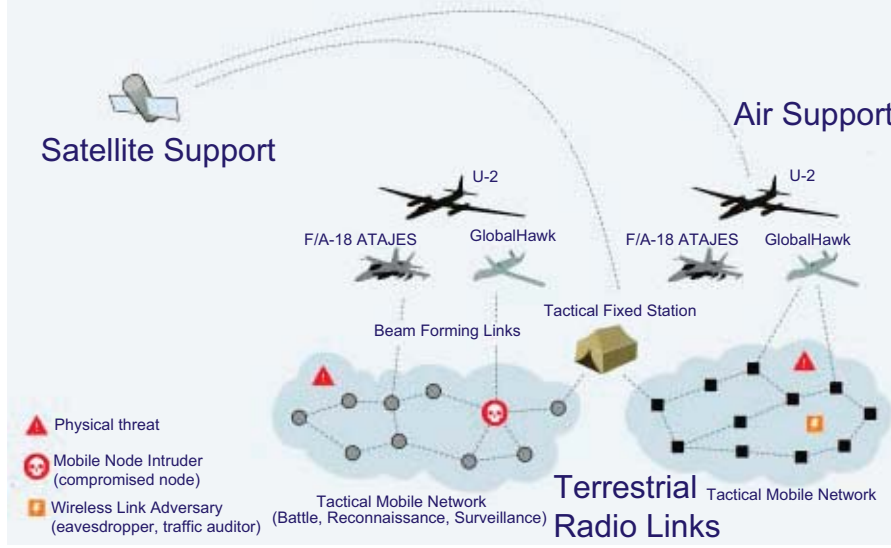 Air Support
Satellite Support
U-2
U-2
F/A-18 ATAJES
GlobalHawk
F/A-18 ATAJES
GlobalHawk
Tactical Fixed Station
Beam Forming Links
Physical threat
Mobile Node Intruder
(compromised node)
Wireless Link Adversary
(eavesdropper, traffic auditor)
Tactical Mobile Network
(Battle, Reconnaissance, Surveillance)
Terrestrial
Radio Links
Tactical Mobile Network